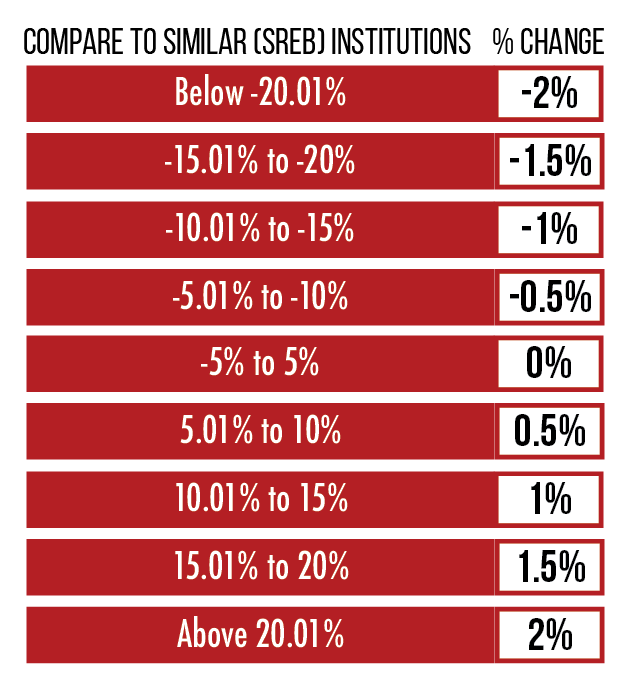 COMPARE TO SIMILAR (SREB) INSTITUTIONS % CHANGE
Below -20.01% -2%
-15.01% to -20% -1.5%
-10.01% to -15% -1%
-5.01% to -10% -0.5%
-5% to 5% 0%
5.01% to 10% 0.5%
10.01% to 15% 1%
15.01% to 20% 1.5%
Above 20.01% 2%